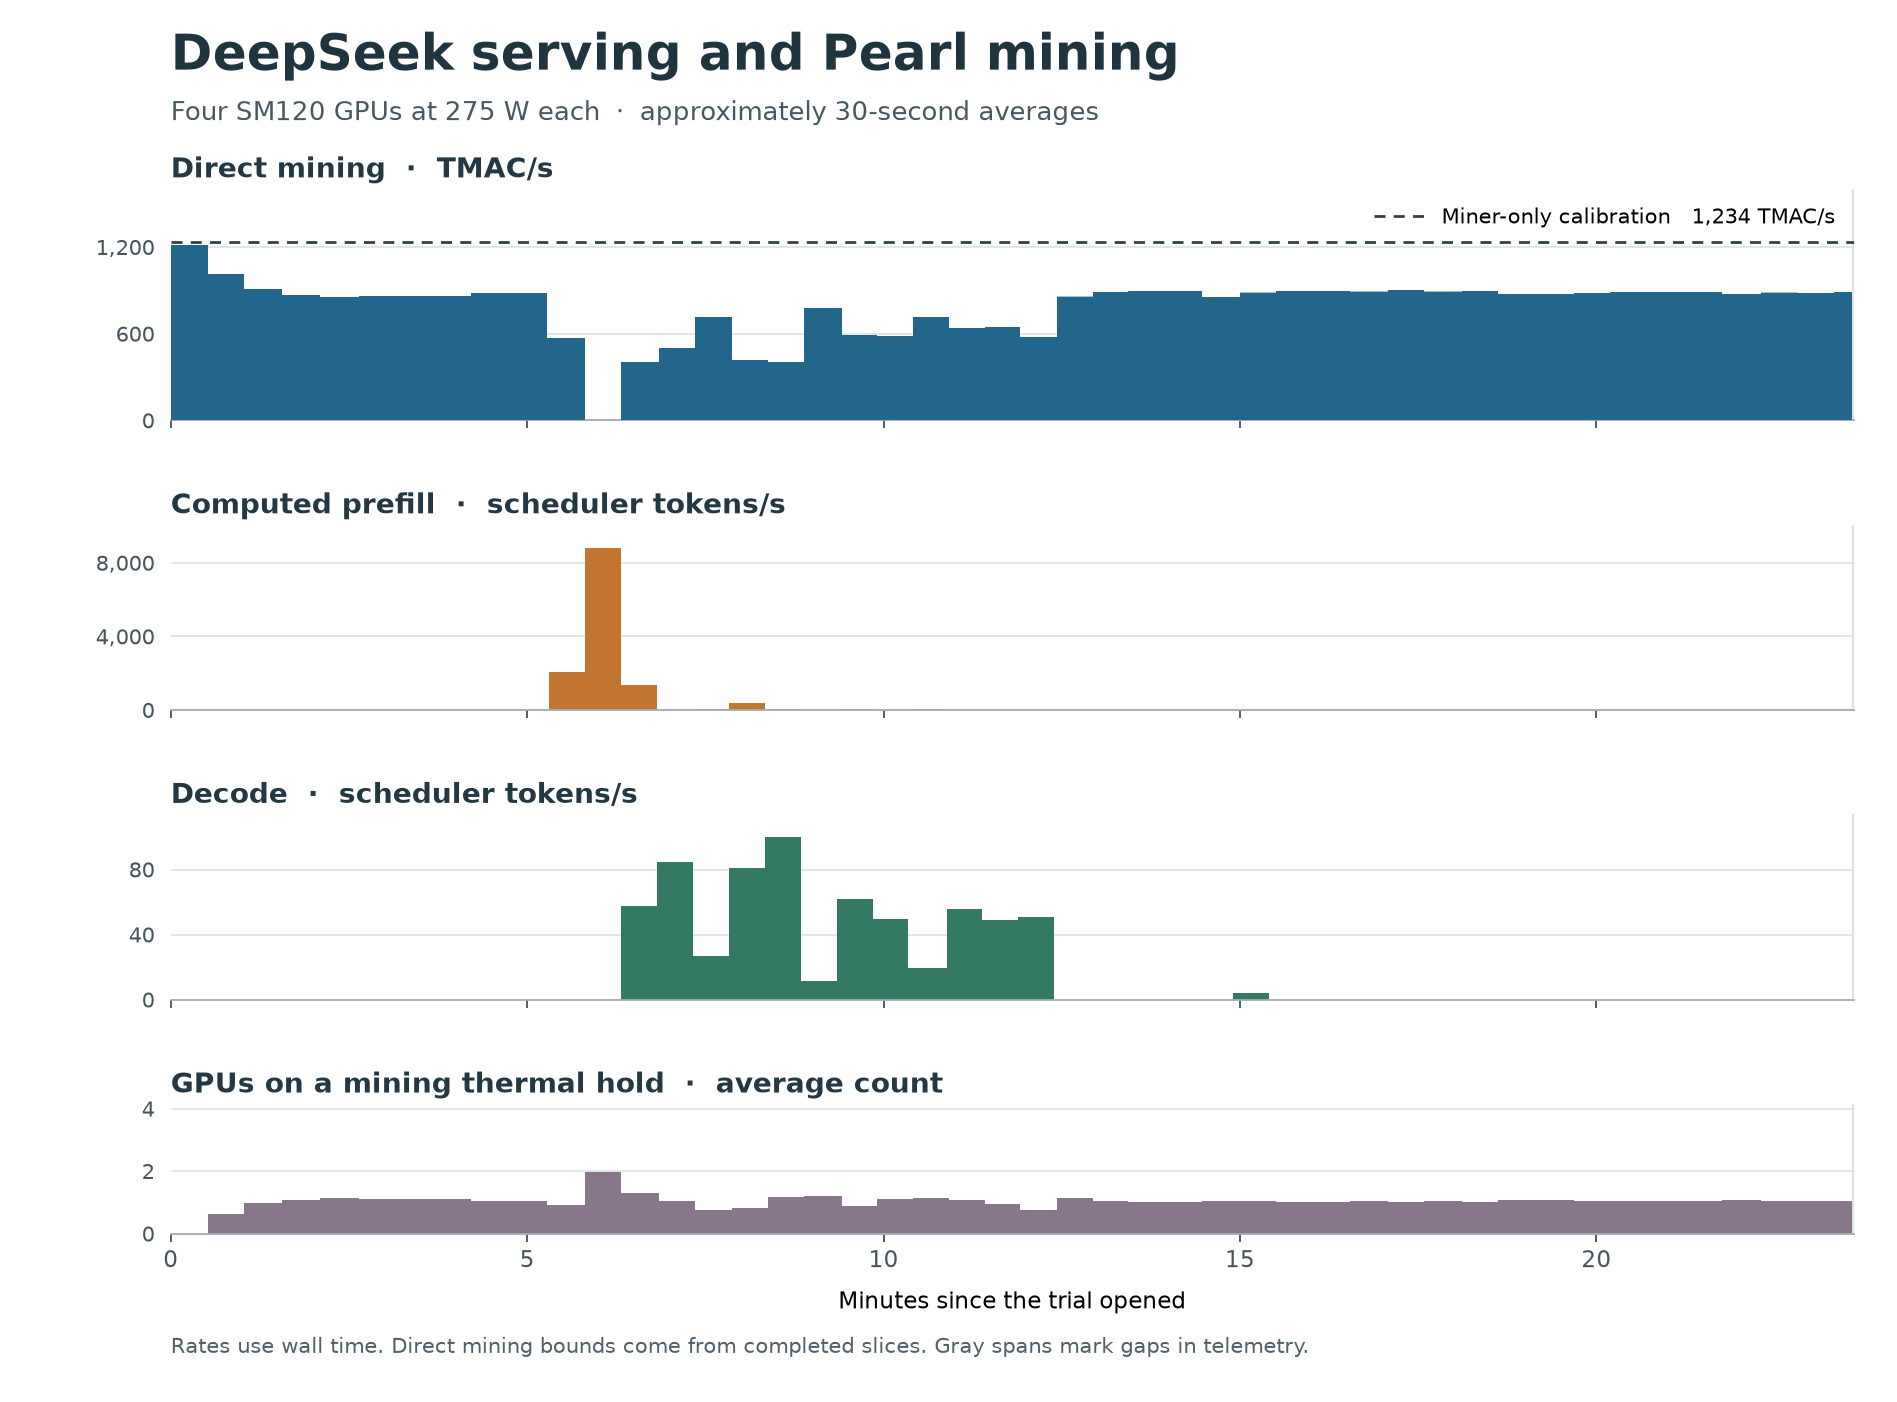 DeepSeek serving and Pearl mining
Four SM120 GPUs at 275 W each · approximately 30-second averages
Direct mining · TMAC/s
Miner-only calibration 1,234 TMAC/s
1,200
600
0
Computed prefill · scheduler tokens/s
8,000
4,000
0
Decode · scheduler tokens/s
80
40
0
GPUs on a mining thermal hold · average count
4
2
0
0 5 10 15 20
Minutes since the trial opened
Rates use wall time. Direct mining bounds come from completed slices. Gray spans mark gaps in telemetry.